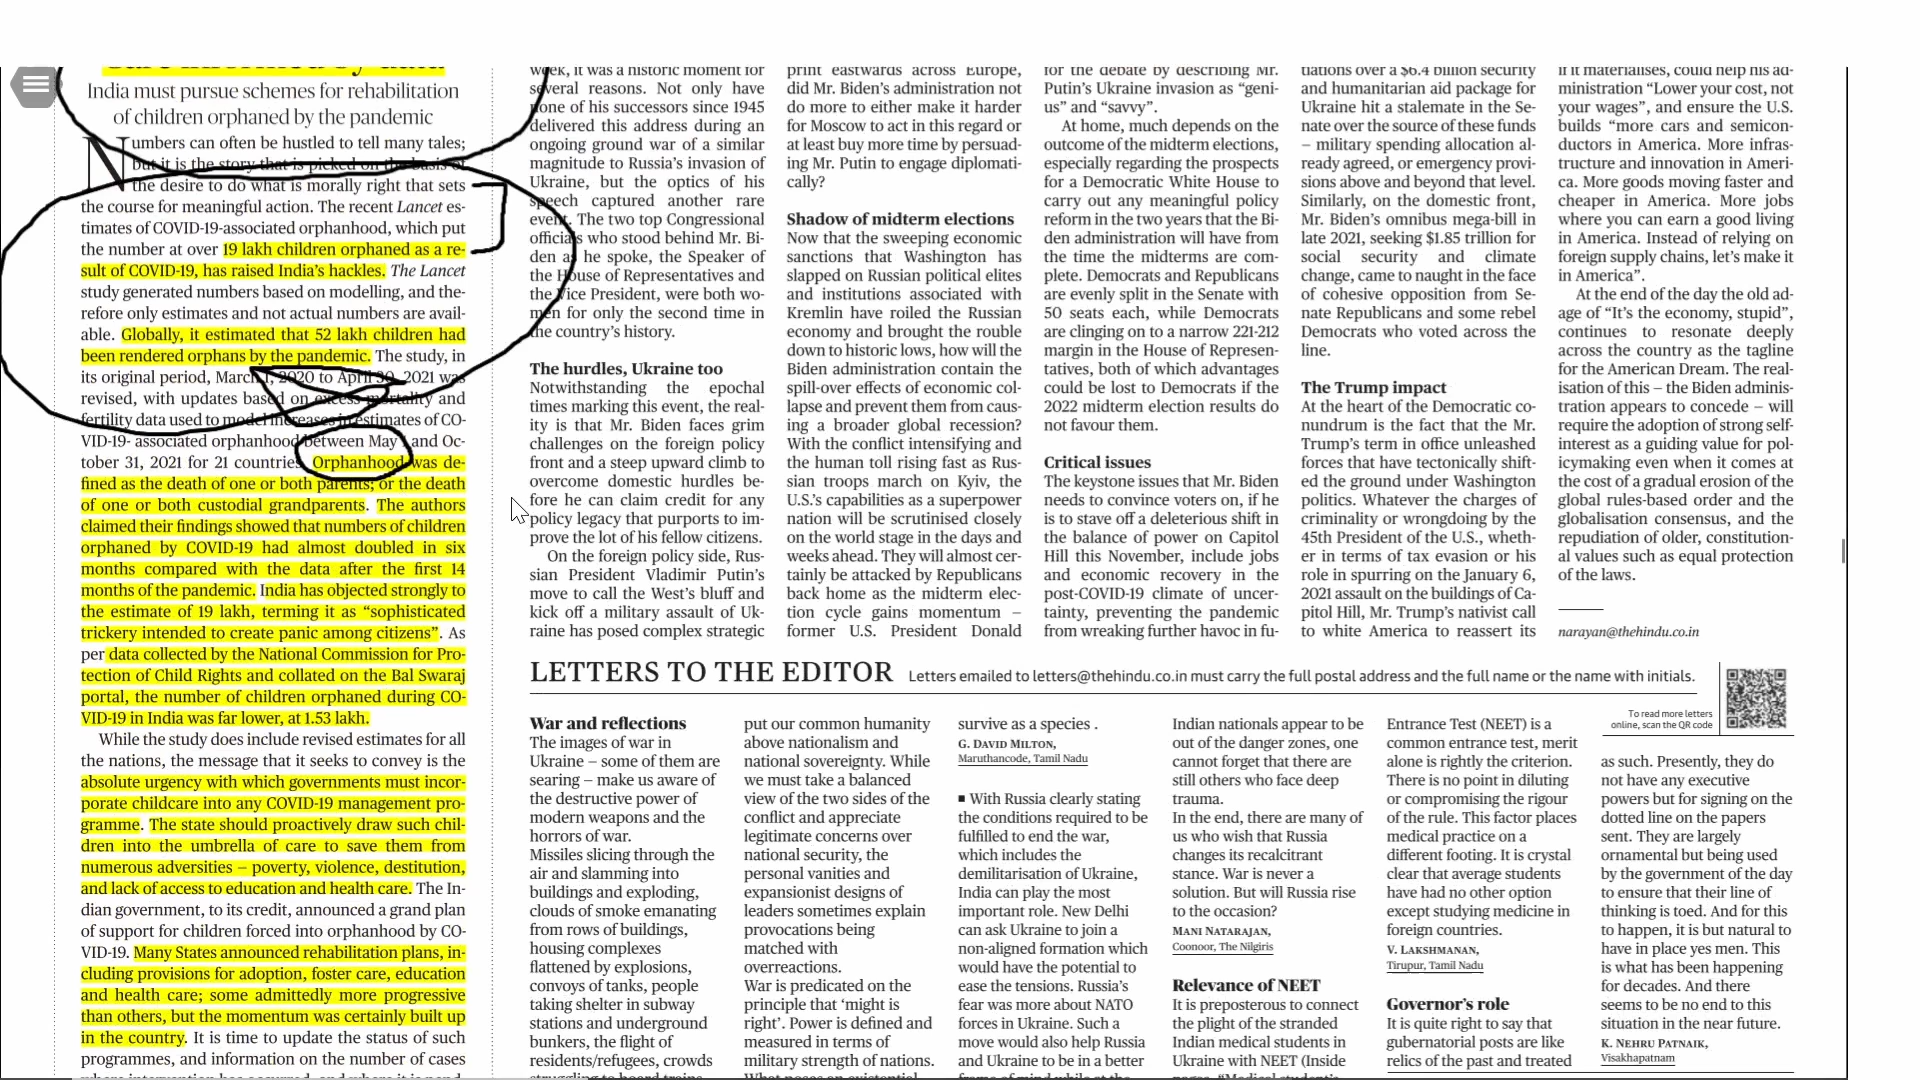 India must pursue schemes for rehabilitation
of children orphaned by the pandemic
Numbers can often be hustled to tell many tales;
but it is the story that is picked on the basis of
the desire to do what is morally right that sets
the course for meaningful action. The recent Lancet es-
timates of COVID-19-associated orphanhood, which put
the number at over 19 lakh children orphaned as a re-
sult of COVID-19, has raised India’s hackles. The Lancet
study generated numbers based on modelling, and the-
refore only estimates and not actual numbers are avail-
able. Globally, it estimated that 52 lakh children had
been rendered orphans by the pandemic. The study, in
its original period, March 1, 2020 to April 30, 2021 was
revised, with updates based on excess mortality and
fertility data used to model increases in estimates of CO-
VID-19- associated orphanhood between May 1 and Oc-
tober 31, 2021 for 21 countries. Orphanhood was de-
fined as the death of one or both parents; or the death
of one or both custodial grandparents. The authors
claimed their findings showed that numbers of children
orphaned by COVID-19 had almost doubled in six
months compared with the data after the first 14
months of the pandemic. India has objected strongly to
the estimate of 19 lakh, terming it as “sophisticated
trickery intended to create panic among citizens”. As
per data collected by the National Commission for Pro-
tection of Child Rights and collated on the Bal Swaraj
portal, the number of children orphaned during CO-
VID-19 in India was far lower, at 1.53 lakh.
While the study does include revised estimates for all
the nations, the message that it seeks to convey is the
absolute urgency with which governments must incor-
porate childcare into any COVID-19 management pro-
gramme. The state should proactively draw such chil-
dren into the umbrella of care to save them from
numerous adversities – poverty, violence, destitution,
and lack of access to education and health care. The In-
dian government, to its credit, announced a grand plan
of support for children forced into orphanhood by CO-
VID-19. Many States announced rehabilitation plans, in-
cluding provisions for adoption, foster care, education
and health care; some admittedly more progressive
than others, but the momentum was certainly built up
in the country. It is time to update the status of such
programmes, and information on the number of cases
week, it was a historic moment for
several reasons. Not only have
none of his successors since 1945
delivered this address during an
ongoing ground war of a similar
magnitude to Russia’s invasion of
Ukraine, but the optics of his
speech captured another rare
event. The two top Congressional
officials who stood behind Mr. Bi-
den as he spoke, the Speaker of
the House of Representatives and
the Vice President, were both wo-
men for only the second time in
the country’s history.
The hurdles, Ukraine too
Notwithstanding the epochal
times marking this event, the real-
ity is that Mr. Biden faces grim
challenges on the foreign policy
front and a steep upward climb to
overcome domestic hurdles be-
fore he can claim credit for any
policy legacy that purports to im-
prove the lot of his fellow citizens.
On the foreign policy side, Rus-
sian President Vladimir Putin’s
move to call the West’s bluff and
kick off a military assault of Uk-
raine has posed complex strategic
print eastwards across Europe,
did Mr. Biden’s administration not
do more to either make it harder
for Moscow to act in this regard or
at least buy more time by persuad-
ing Mr. Putin to engage diplomati-
cally?
Shadow of midterm elections
Now that the sweeping economic
sanctions that Washington has
slapped on Russian political elites
and institutions associated with
Kremlin have roiled the Russian
economy and brought the rouble
down to historic lows, how will the
Biden administration contain the
spill-over effects of economic col-
lapse and prevent them from caus-
ing a broader global recession?
With the conflict intensifying and
the human toll rising fast as Rus-
sian troops march on Kyiv, the
U.S.’s capabilities as a superpower
nation will be scrutinised closely
on the world stage in the days and
weeks ahead. They will almost cer-
tainly be attacked by Republicans
back home as the midterm elec-
tion cycle gains momentum –
former U.S. President Donald
for the debate by describing Mr.
Putin’s Ukraine invasion as “geni-
us” and “savvy”.
At home, much depends on the
outcome of the midterm elections,
especially regarding the prospects
for a Democratic White House to
carry out any meaningful policy
reform in the two years that the Bi-
den administration will have from
the time the midterms are com-
plete. Democrats and Republicans
are evenly split in the Senate with
50 seats each, while Democrats
are clinging on to a narrow 221-212
margin in the House of Represen-
tatives, both of which advantages
could be lost to Democrats if the
2022 midterm election results do
not favour them.
Critical issues
The keystone issues that Mr. Biden
needs to convince voters on, if he
is to stave off a deleterious shift in
the balance of power on Capitol
Hill this November, include jobs
and economic recovery in the
post-COVID-19 climate of uncer-
tainty, preventing the pandemic
from wreaking further havoc in fu-
tiations over a $6.4 billion security
and humanitarian aid package for
Ukraine hit a stalemate in the Se-
nate over the source of these funds
– military spending allocation al-
ready agreed, or emergency provi-
sions above and beyond that level.
Similarly, on the domestic front,
Mr. Biden’s omnibus mega-bill in
late 2021, seeking $1.85 trillion for
social security and climate
change, came to naught in the face
of cohesive opposition from Se-
nate Republicans and some rebel
Democrats who voted across the
line.
The Trump impact
At the heart of the Democratic co-
nundrum is the fact that the Mr.
Trump’s term in office unleashed
forces that have tectonically shift-
ed the ground under Washington
politics. Whatever the charges of
criminality or wrongdoing by the
45th President of the U.S., wheth-
er in terms of tax evasion or his
role in spurring on the January 6,
2021 assault on the buildings of Ca-
pitol Hill, Mr. Trump’s nativist call
to white America to reassert its
if it materialises, could help his ad-
ministration “Lower your cost, not
your wages”, and ensure the U.S.
builds “more cars and semicon-
ductors in America. More infras-
tructure and innovation in Ameri-
ca. More goods moving faster and
cheaper in America. More jobs
where you can earn a good living
in America. Instead of relying on
foreign supply chains, let’s make it
in America”.
At the end of the day the old ad-
age of “It’s the economy, stupid”,
continues to resonate deeply
across the country as the tagline
for the American Dream. The real-
isation of this – the Biden adminis-
tration appears to concede – will
require the adoption of strong self-
interest as a guiding value for pol-
icymaking even when it comes at
the cost of a gradual erosion of the
global rules-based order and the
globalisation consensus, and the
repudiation of older, constitution-
al values such as equal protection
of the laws.
narayan@thehindu.co.in
LETTERS TO THE EDITOR Letters emailed to letters@thehindu.co.in must carry the full postal address and the full name or the name with initials.
To read more letters
online, scan the QR code
War and reflections
The images of war in
Ukraine – some of them are
searing – make us aware of
the destructive power of
modern weapons and the
horrors of war.
Missiles slicing through the
air and slamming into
buildings and exploding,
clouds of smoke emanating
from rows of buildings,
housing complexes
flattened by explosions,
convoys of tanks, people
taking shelter in subway
stations and underground
bunkers, the flight of
residents/refugees, crowds
put our common humanity
above nationalism and
national sovereignty. While
we must take a balanced
view of the two sides of the
conflict and appreciate
legitimate concerns over
national security, the
personal vanities and
expansionist designs of
leaders sometimes explain
provocations being
matched with
overreactions.
War is predicated on the
principle that ‘might is
right’. Power is defined and
measured in terms of
military strength of nations.
survive as a species .
G. DAVID MILTON,
Maruthancode, Tamil Nadu
■ With Russia clearly stating
the conditions required to be
fulfilled to end the war,
which includes the
demilitarisation of Ukraine,
India can play the most
important role. New Delhi
can ask Ukraine to join a
non-aligned formation which
would have the potential to
ease the tensions. Russia’s
fear was more about NATO
forces in Ukraine. Such a
move would also help Russia
and Ukraine to be in a better
Indian nationals appear to be
out of the danger zones, one
cannot forget that there are
still others who face deep
trauma.
In the end, there are many of
us who wish that Russia
changes its recalcitrant
stance. War is never a
solution. But will Russia rise
to the occasion?
MANI NATARAJAN,
Coonoor, The Nilgiris
Relevance of NEET
It is preposterous to connect
the plight of the stranded
Indian medical students in
Ukraine with NEET (Inside
Entrance Test (NEET) is a
common entrance test, merit
alone is rightly the criterion.
There is no point in diluting
or compromising the rigour
of the rule. This factor places
medical practice on a
different footing. It is crystal
clear that average students
have had no other option
except studying medicine in
foreign countries.
V. LAKSHMANAN,
Tirupur, Tamil Nadu
Governor’s role
It is quite right to say that
gubernatorial posts are like
relics of the past and treated
as such. Presently, they do
not have any executive
powers but for signing on the
dotted line on the papers
sent. They are largely
ornamental but being used
by the government of the day
to ensure that their line of
thinking is toed. And for this
to happen, it is but natural to
have in place yes men. This
is what has been happening
for decades. And there
seems to be no end to this
situation in the near future.
K. NEHRU PATNAIK,
Visakhapatnam